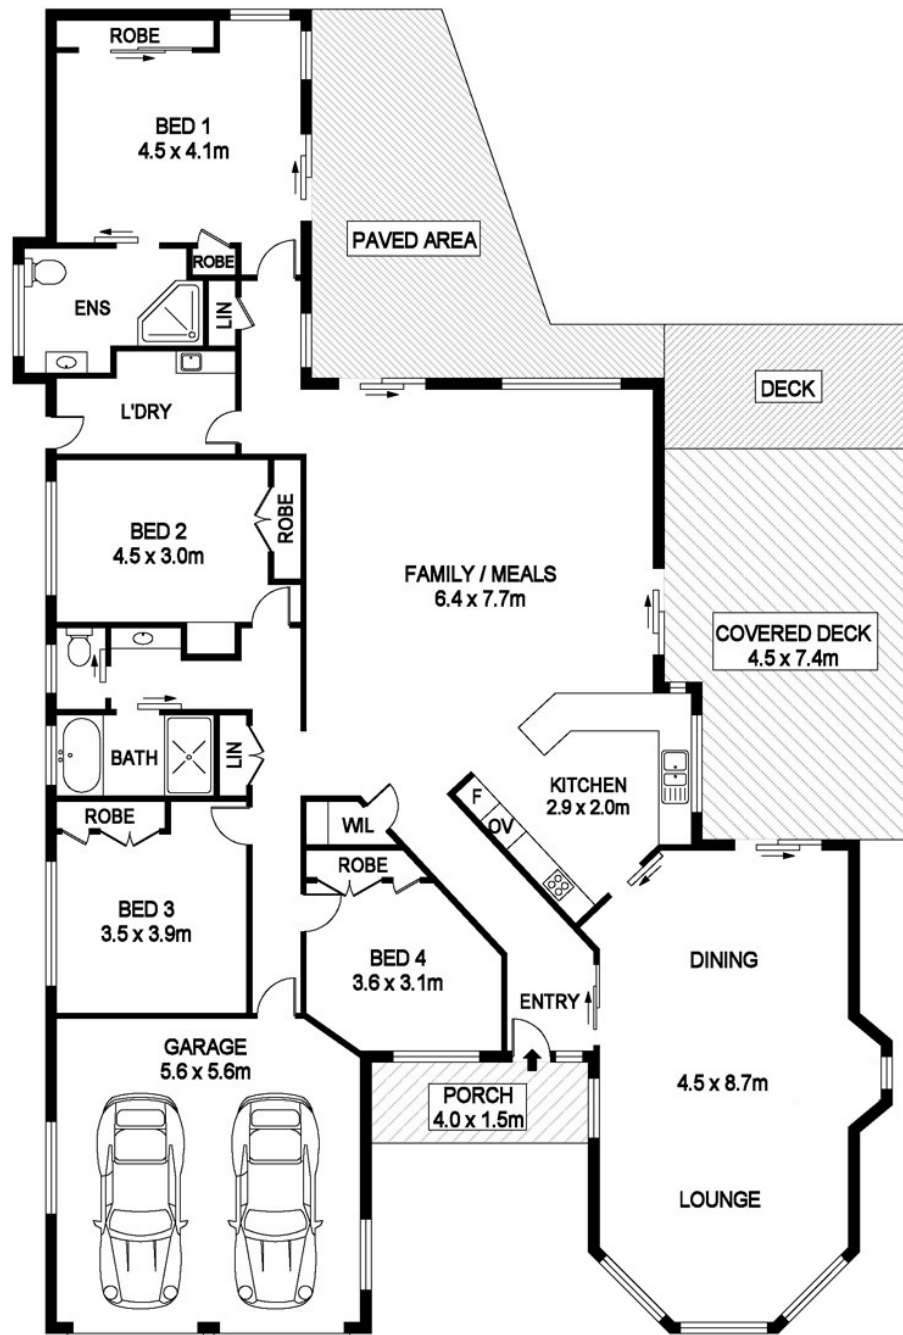 ROBE
BED 1
4.5 x 4.1m
PAVED AREA
ROBE
ENS
LIN
L'DRY
DECK
BED 2
4.5 x 3.0m
ROBE
FAMILY / MEALS
6.4 x 7.7m
COVERED DECK
4.5 x 7.4m
BATH
LIN
KITCHEN
2.9 x 2.0m
F
OV
ROBE
WIL
ROBE
BED 3
3.5 x 3.9m
BED 4
3.6 x 3.1m
DINING
ENTRY
GARAGE
5.6 x 5.6m
4.5 x 8.7m
PORCH
4.0 x 1.5m
LOUNGE